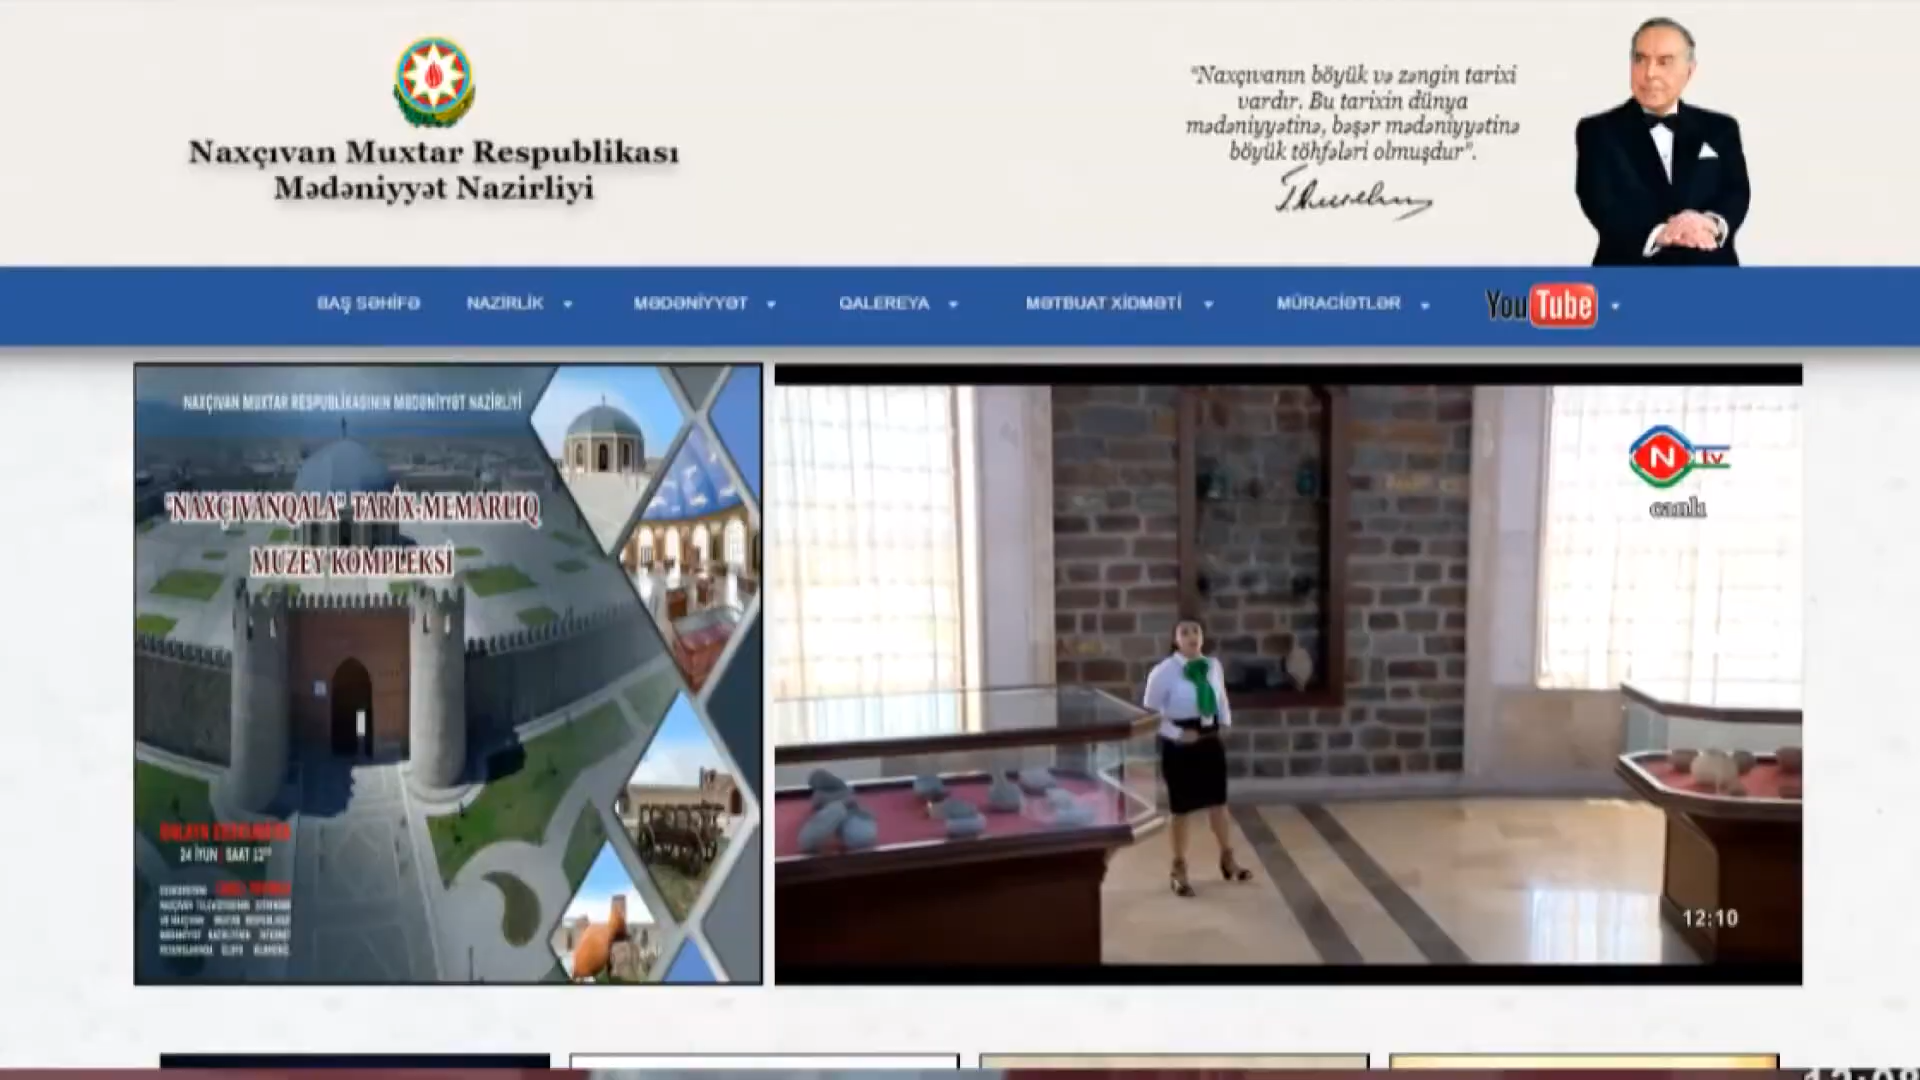 Naxçıvan Muxtar Respublikası
Mədəniyyət Nazirliyi
"Naxçıvanın böyük və zəngin tarixi
vardır. Bu tarixin dünya
mədəniyyətinə, bəşər mədəniyyətinə
böyük töhfələri olmuşdur".
BAŞ SƏHİFƏ NAZİRLİK MƏDƏNİYYƏT QALEREYA MƏTBUAT XİDMƏTİ MÜRACİƏTLƏR YouTube
NAXÇIVAN MUXTAR RESPUBLİKASININ MƏDƏNİYYƏT NAZİRLİYİ
"NAXÇIVANQALA" TARİX-MEMARLIQ
MUZEY KOMPLEKSİ
24 İYUN SAAT 12⁰⁰
N tv
canlı
12:10